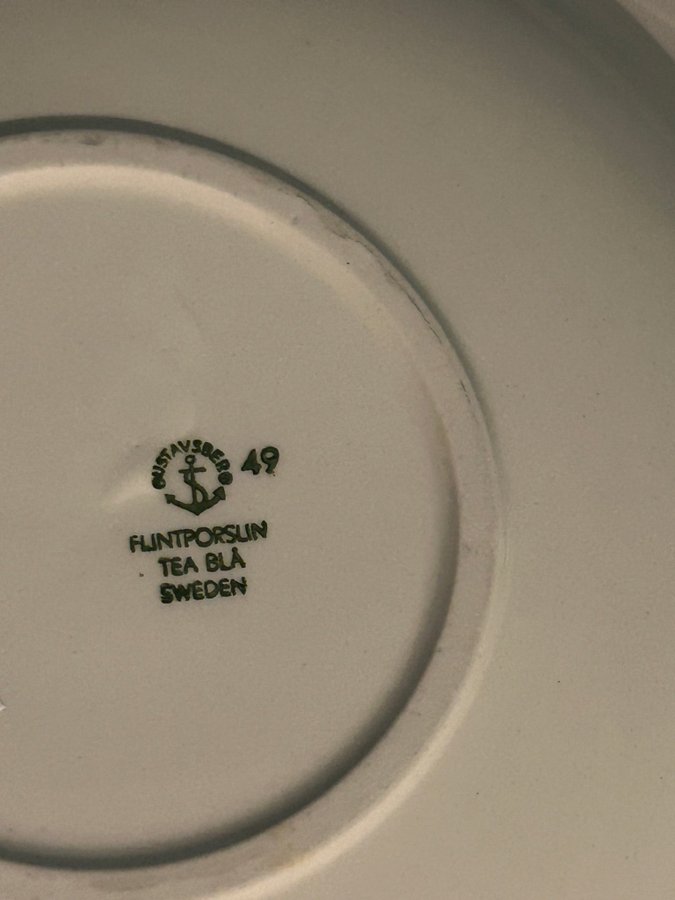 GUSTAVSBERG 49
FLINTPORSLIN
TEA BLÅ
SWEDEN